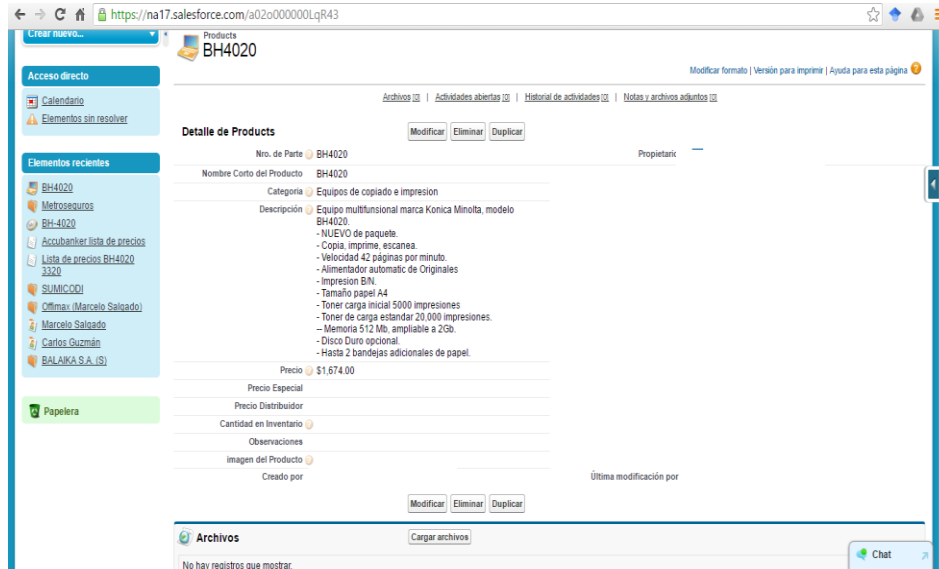 https://na17.salesforce.com/a02o000000LqR43
Crear nuevo...
Products
BH4020
Modificar formato | Versión para imprimir | Ayuda para esta página
Acceso directo
Calendario
Elementos sin resolver
Elementos recientes
BH4020
Metroseguros
BH-4020
Accubanker lista de precios
Lista de precios BH4020
3320
SUMICODI
Offimax (Marcelo Salgado)
Marcelo Salgado
Carlos Guzmán
BALAIKA S.A. (S)
Papelera
Archivos [0] | Actividades abiertas [0] | Historial de actividades [0] | Notas y archivos adjuntos [0]
Detalle de Products Modificar Eliminar Duplicar
Nro. de Parte BH4020 Propietario
Nombre Corto del Producto BH4020
Categoria Equipos de copiado e impresion
Descripción Equipo multifunsional marca Konica Minolta, modelo
BH4020.
- NUEVO de paquete.
- Copia, imprime, escanea.
- Velocidad 42 páginas por minuto.
- Alimentador automatic de Originales
- Impresion B/N.
- Tamaño papel A4
- Toner carga inicial 5000 impresiones
- Toner de carga estandar 20,000 impresiones.
-- Memoria 512 Mb, ampliable a 2Gb.
- Disco Duro opcional.
- Hasta 2 bandejas adicionales de papel.
Precio $1,674.00
Precio Especial
Precio Distribuidor
Cantidad en Inventario
Observaciones
imagen del Producto
Creado por Última modificación por
Modificar Eliminar Duplicar
Archivos Cargar archivos
No hay registros que mostrar.
Chat